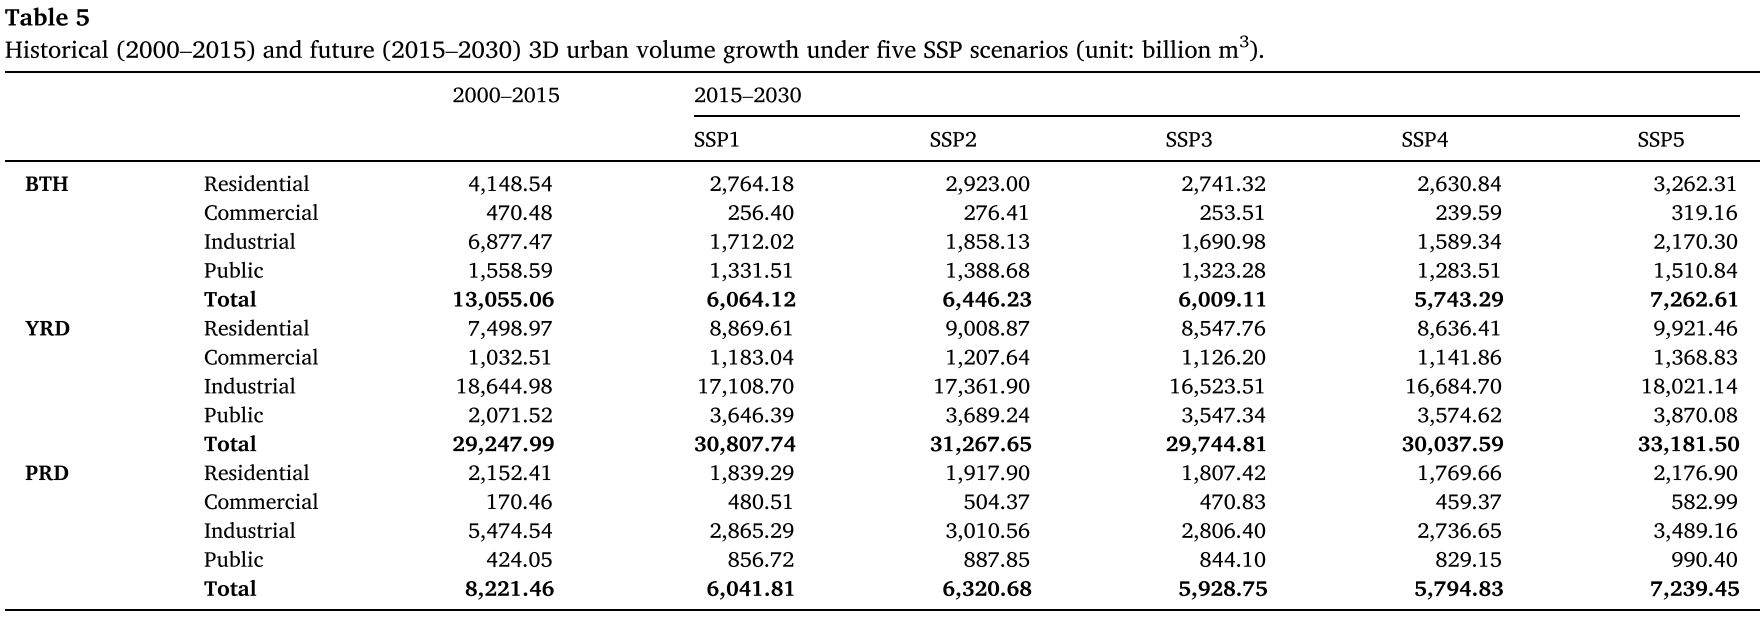 Table 5
Historical (2000–2015) and future (2015–2030) 3D urban volume growth under five SSP scenarios (unit: billion m³).
2000–2015 2015–2030
SSP1 SSP2 SSP3 SSP4 SSP5
BTH Residential 4,148.54 2,764.18 2,923.00 2,741.32 2,630.84 3,262.31
Commercial 470.48 256.40 276.41 253.51 239.59 319.16
Industrial 6,877.47 1,712.02 1,858.13 1,690.98 1,589.34 2,170.30
Public 1,558.59 1,331.51 1,388.68 1,323.28 1,283.51 1,510.84
Total 13,055.06 6,064.12 6,446.23 6,009.11 5,743.29 7,262.61
YRD Residential 7,498.97 8,869.61 9,008.87 8,547.76 8,636.41 9,921.46
Commercial 1,032.51 1,183.04 1,207.64 1,126.20 1,141.86 1,368.83
Industrial 18,644.98 17,108.70 17,361.90 16,523.51 16,684.70 18,021.14
Public 2,071.52 3,646.39 3,689.24 3,547.34 3,574.62 3,870.08
Total 29,247.99 30,807.74 31,267.65 29,744.81 30,037.59 33,181.50
PRD Residential 2,152.41 1,839.29 1,917.90 1,807.42 1,769.66 2,176.90
Commercial 170.46 480.51 504.37 470.83 459.37 582.99
Industrial 5,474.54 2,865.29 3,010.56 2,806.40 2,736.65 3,489.16
Public 424.05 856.72 887.85 844.10 829.15 990.40
Total 8,221.46 6,041.81 6,320.68 5,928.75 5,794.83 7,239.45